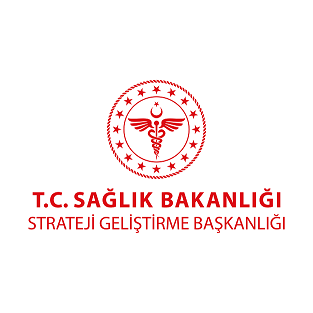 T.C. SAĞLIK BAKANLIĞI
STRATEJİ GELİŞTİRME BAŞKANLIĞI